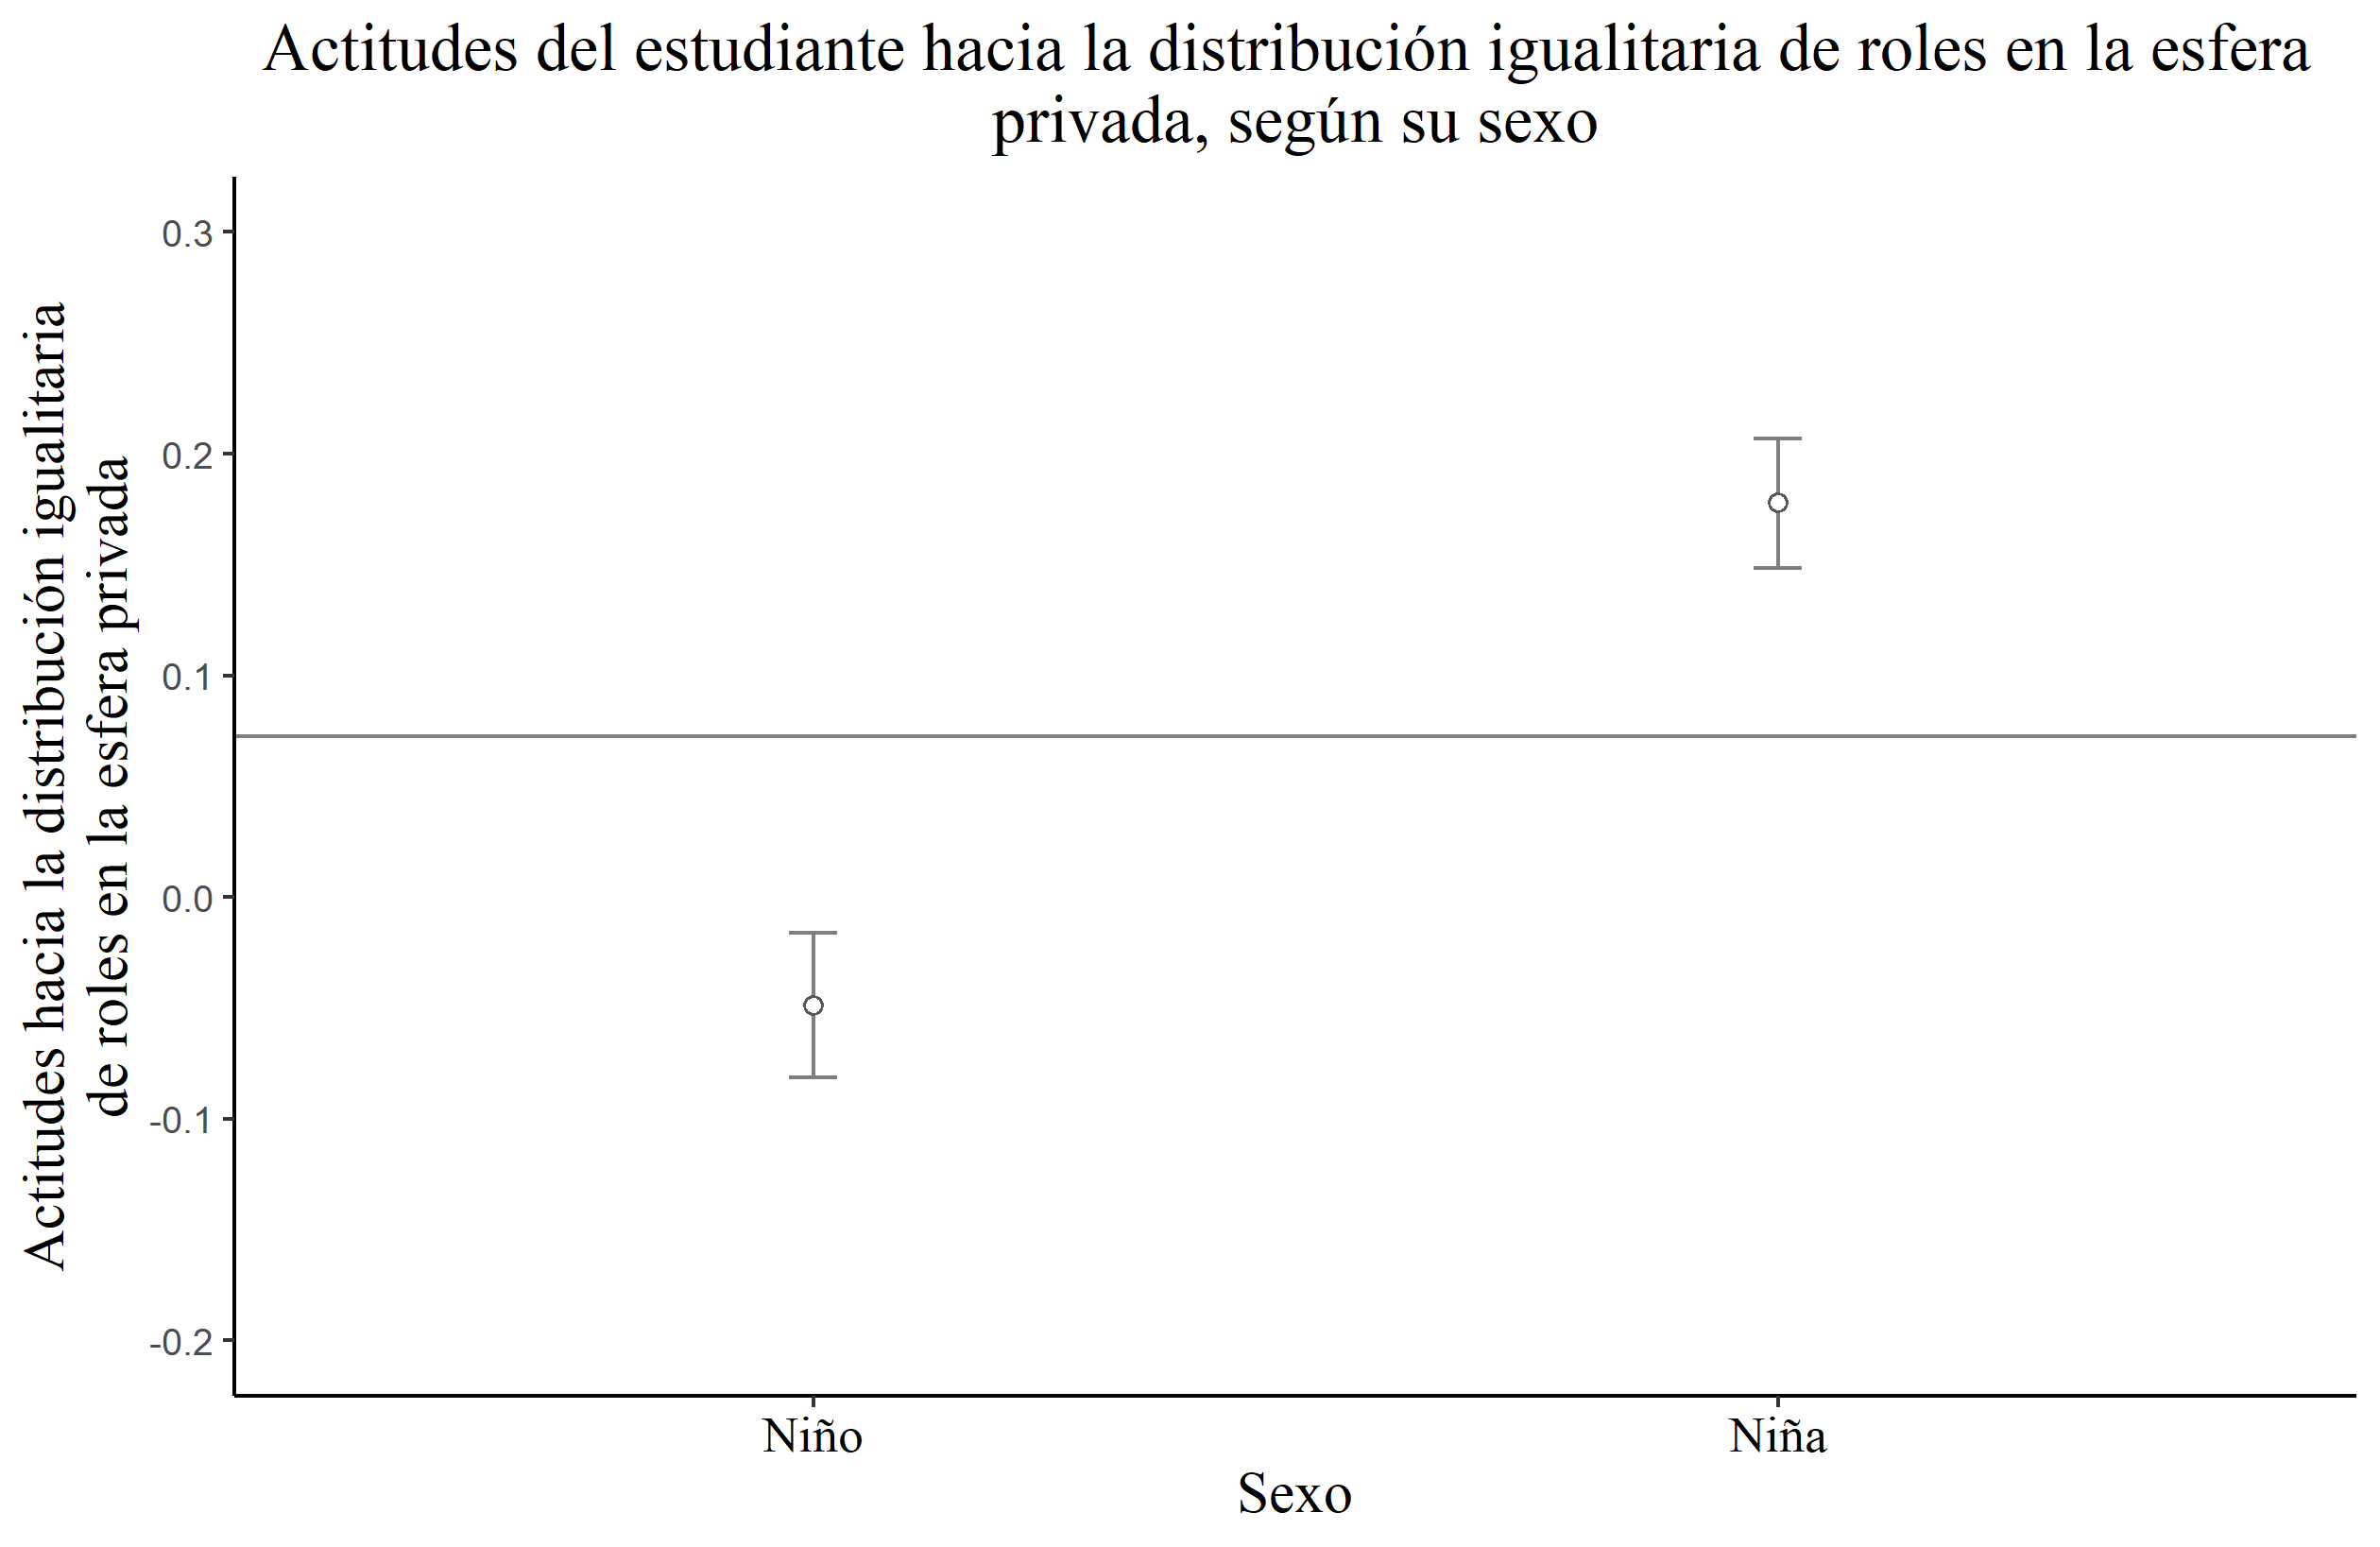 Actitudes del estudiante hacia la distribución igualitaria de roles en la esfera
privada, según su sexo
Actitudes hacia la distribución igualitaria
de roles en la esfera privada
0.3
0.2
0.1
0.0
-0.1
-0.2
Niño
Niña
Sexo